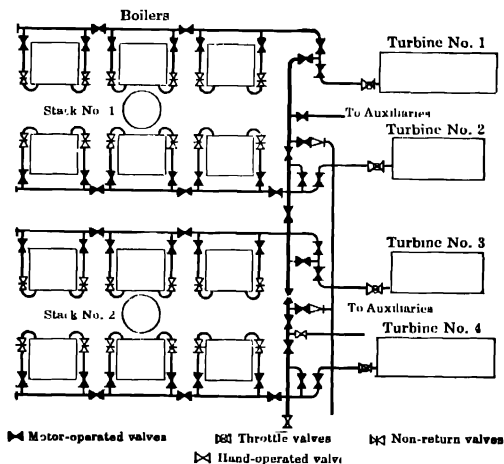 Boilers
Turbine No. 1
Stack No. 1
To Auxiliaries
Turbine No. 2
Turbine No. 3
Stack No. 2
To Auxiliaries
Turbine No. 4
Motor-operated valves
Throttle valves
Non-return valves
Hand-operated valves